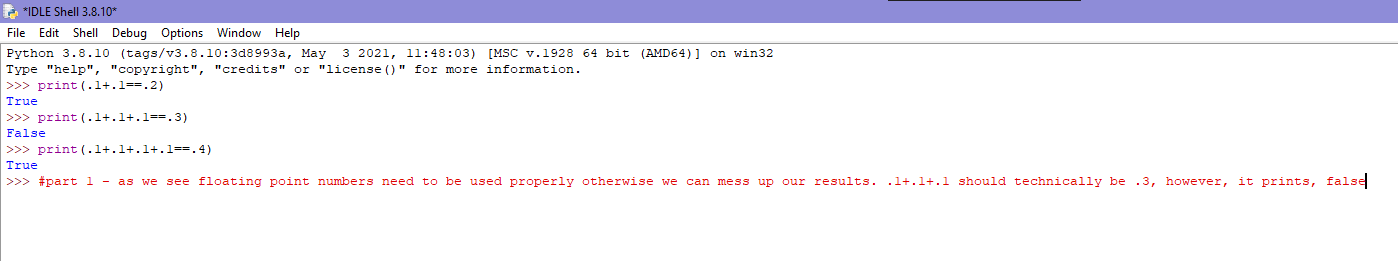 *IDLE Shell 3.8.10*
File Edit Shell Debug Options Window Help
Python 3.8.10 (tags/v3.8.10:3d8993a, May  3 2021, 11:48:03) [MSC v.1928 64 bit (AMD64)] on win32
Type "help", "copyright", "credits" or "license()" for more information.
>>> print(.1+.1==.2)
True
>>> print(.1+.1+.1==.3)
False
>>> print(.1+.1+.1+.1==.4)
True
>>> #part 1 - as we see floating point numbers need to be used properly otherwise we can mess up our results. .1+.1+.1 should technically be .3, however, it prints, false